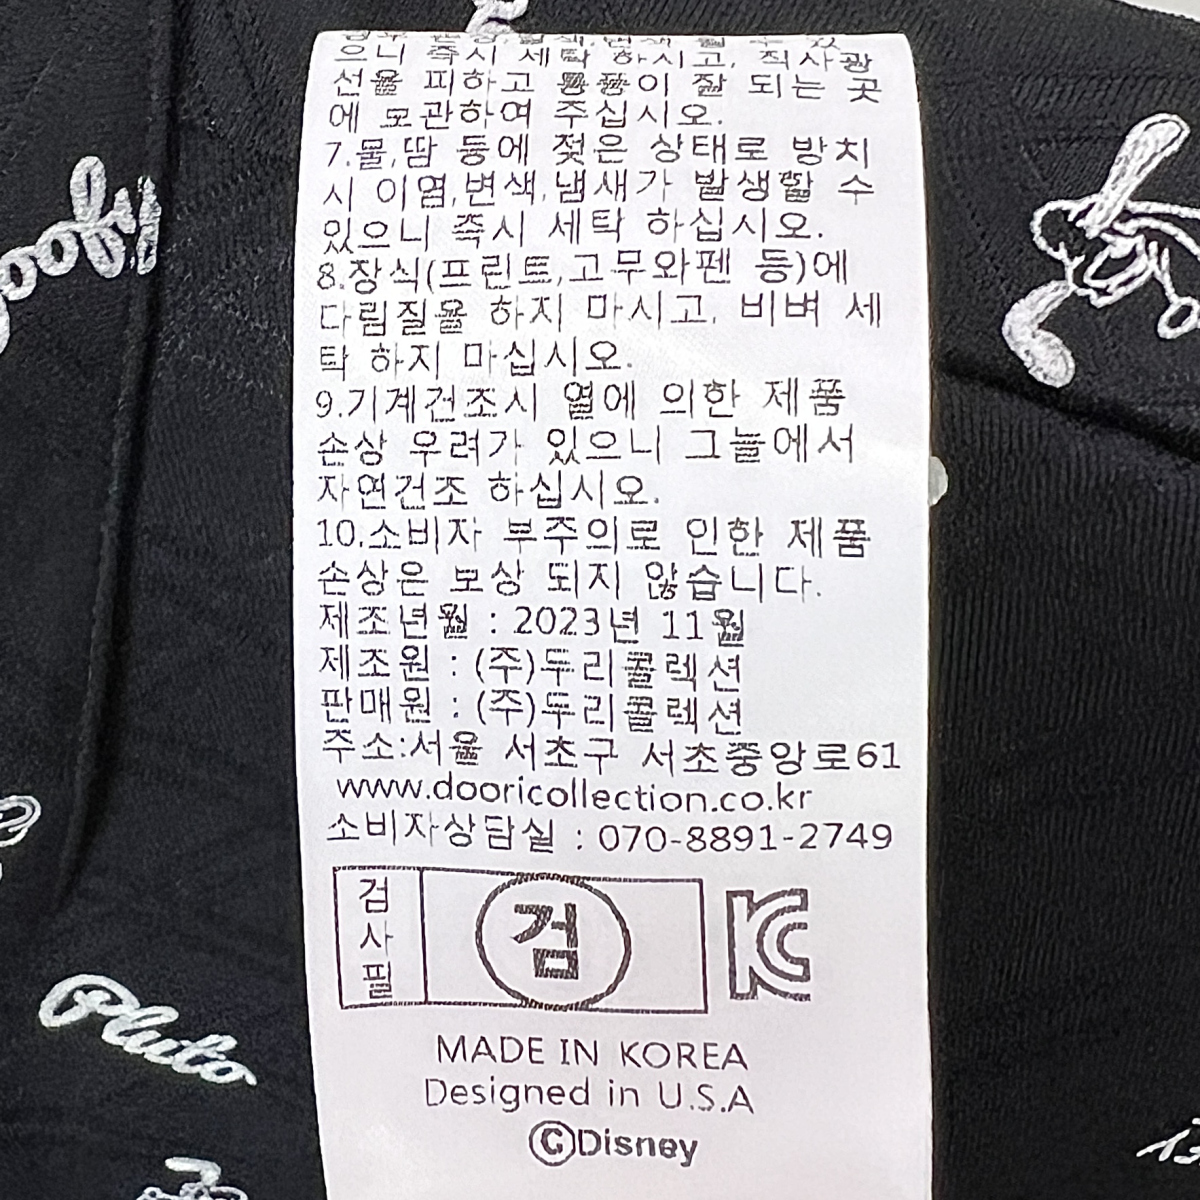 으니 즉시 세탁 하시고, 직사광
선을 피하고 통풍이 잘 되는 곳
에 보관하여 주십시오.
7.물,땀 등에 젖은 상태로 방치
시 이염,변색,냄새가 발생할 수
있으니 즉시 세탁 하십시오.
8.장식(프린트,고무와펜 등)에
다림질을 하지 마시고, 비벼 세
탁 하지 마십시오.
9.기계건조시 열에 의한 제품
손상 우려가 있으니 그늘에서
자연건조 하십시오.
10.소비자 부주의로 인한 제품
손상은 보상 되지 않습니다.
제조년월 : 2023년 11월
제조원 : (주)두리콜렉션
판매원 : (주)두리콜렉션
주소:서울 서초구 서초중앙로61
www.dooricollection.co.kr
소비자상담실 : 070-8891-2749
검사필
검
KC
MADE IN KOREA
Designed in U.S.A
©Disney
Pluto